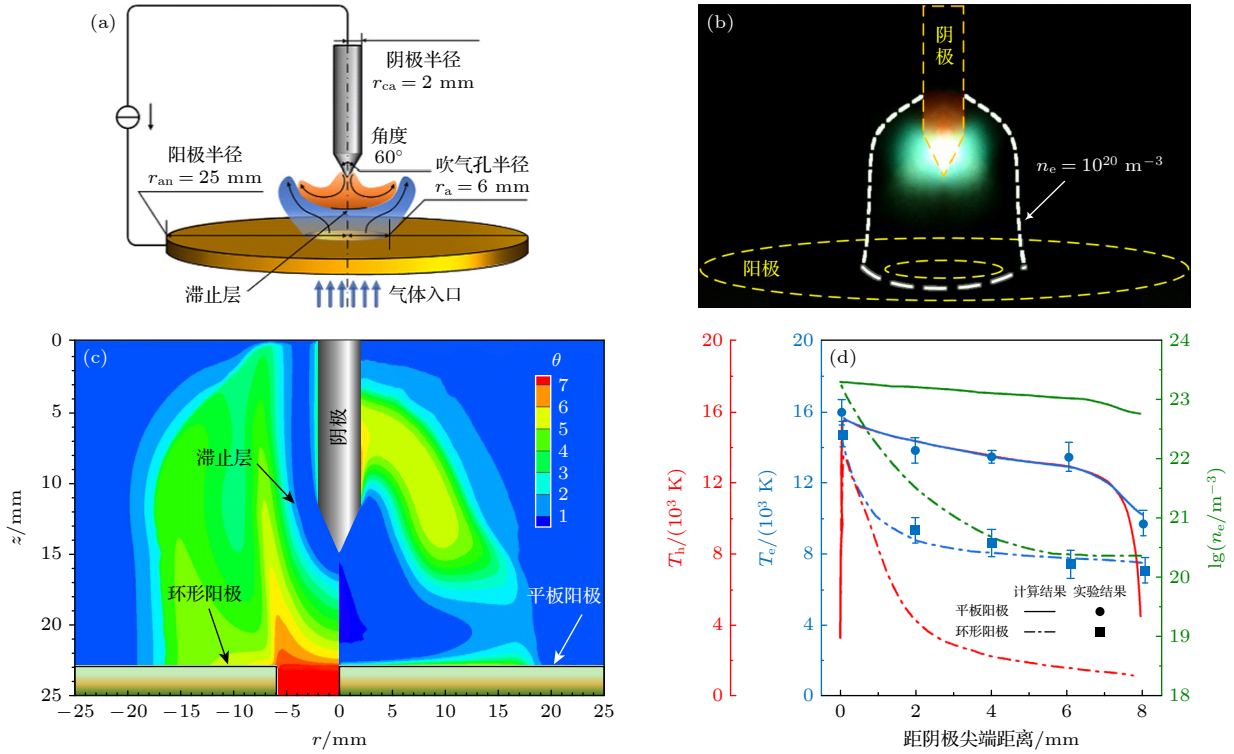 (a)
阴极半径
r_ca = 2 mm
角度
60°
阳极半径
r_an = 25 mm
吹气孔半径
r_a = 6 mm
滞止层
气体入口
(b)
阴极
n_e = 10^20 m^−3
阳极
(c)
θ
7
6
5
4
3
2
1
阴极
滞止层
环形阳极
平板阳极
0
5
10
15
20
25
z/mm
−25
−20
−15
−10
−5
0
5
10
15
20
25
r/mm
(d)
20
16
12
8
4
0
T_h/(10^3 K)
20
16
12
8
4
0
T_e/(10^3 K)
24
23
22
21
20
19
18
lg(n_e/m^−3)
计算结果 实验结果
平板阳极
环形阳极
0
2
4
6
8
距阴极尖端距离/mm